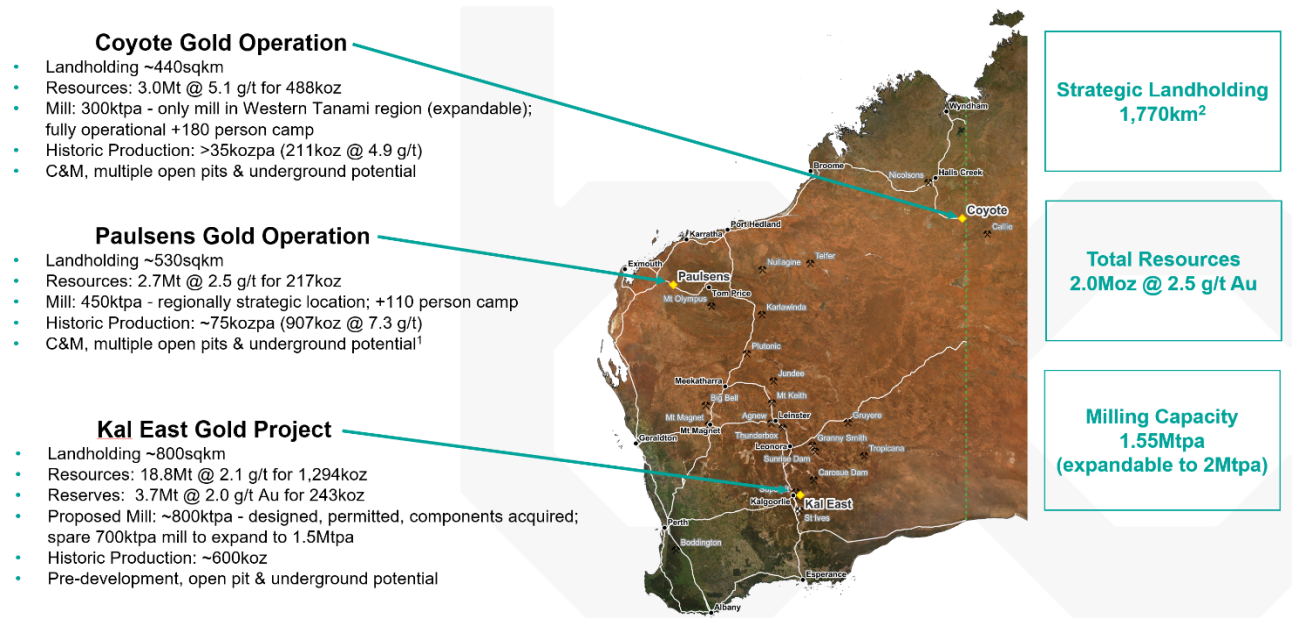 Coyote Gold Operation
• Landholding ~440sqkm
• Resources: 3.0Mt @ 5.1 g/t for 488koz
• Mill: 300ktpa - only mill in Western Tanami region (expandable);
fully operational +180 person camp
• Historic Production: >35kozpa (211koz @ 4.9 g/t)
• C&M, multiple open pits & underground potential
Paulsens Gold Operation
• Landholding ~530sqkm
• Resources: 2.7Mt @ 2.5 g/t for 217koz
• Mill: 450ktpa - regionally strategic location; +110 person camp
• Historic Production: ~75kozpa (907koz @ 7.3 g/t)
• C&M, multiple open pits & underground potential¹
Kal East Gold Project
• Landholding ~800sqkm
• Resources: 18.8Mt @ 2.1 g/t for 1,294koz
• Reserves: 3.7Mt @ 2.0 g/t Au for 243koz
• Proposed Mill: ~800ktpa - designed, permitted, components acquired;
spare 700ktpa mill to expand to 1.5Mtpa
• Historic Production: ~600koz
• Pre-development, open pit & underground potential
Wyndham
Broome
Nicolsons
Halls Creek
Coyote
Callie
Port Hedland
Karratha
Exmouth
Nullagine
Telfer
Paulsens
Tom Price
Mt Olympus
Karlawinda
Plutonic
Jundee
Meekatharra
Mt Keith
Big Bell
Agnew
Leinster
Gruyere
Mt Magnet
Mt Magnet
Thunderbox
Granny Smith
Geraldton
Leonora
Tropicana
Sunrise Dam
Carosue Dam
Kalgoorlie
Kal East
St Ives
Perth
Boddington
Esperance
Albany
Strategic Landholding
1,770km²
Total Resources
2.0Moz @ 2.5 g/t Au
Milling Capacity
1.55Mtpa
(expandable to 2Mtpa)